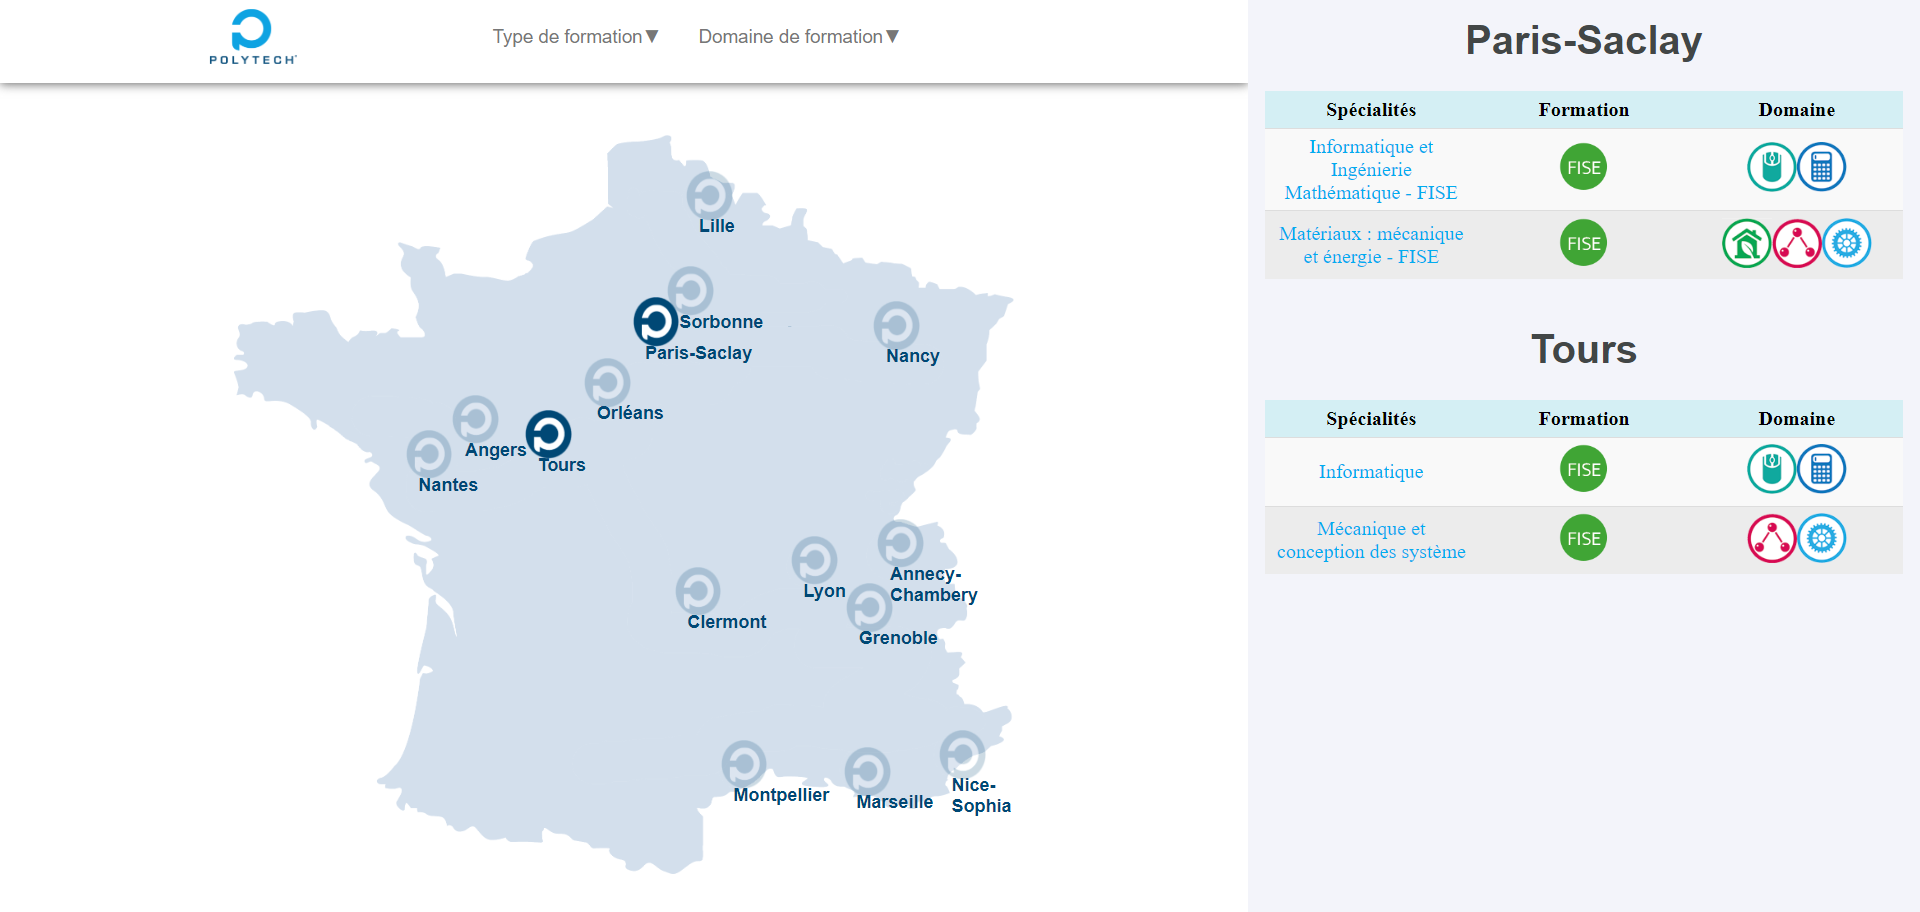 POLYTECH
Type de formation▼
Domaine de formation▼
Lille
Sorbonne
Paris-Saclay
Nancy
Orléans
Angers
Tours
Nantes
Annecy-
Chambery
Lyon
Clermont
Grenoble
Montpellier
Marseille
Nice-
Sophia
Paris-Saclay
Spécialités Formation Domaine
Informatique et
Ingénierie
Mathématique - FISE
FISE
Matériaux : mécanique
et énergie - FISE
FISE
Tours
Spécialités Formation Domaine
Informatique
FISE
Mécanique et
conception des système
FISE